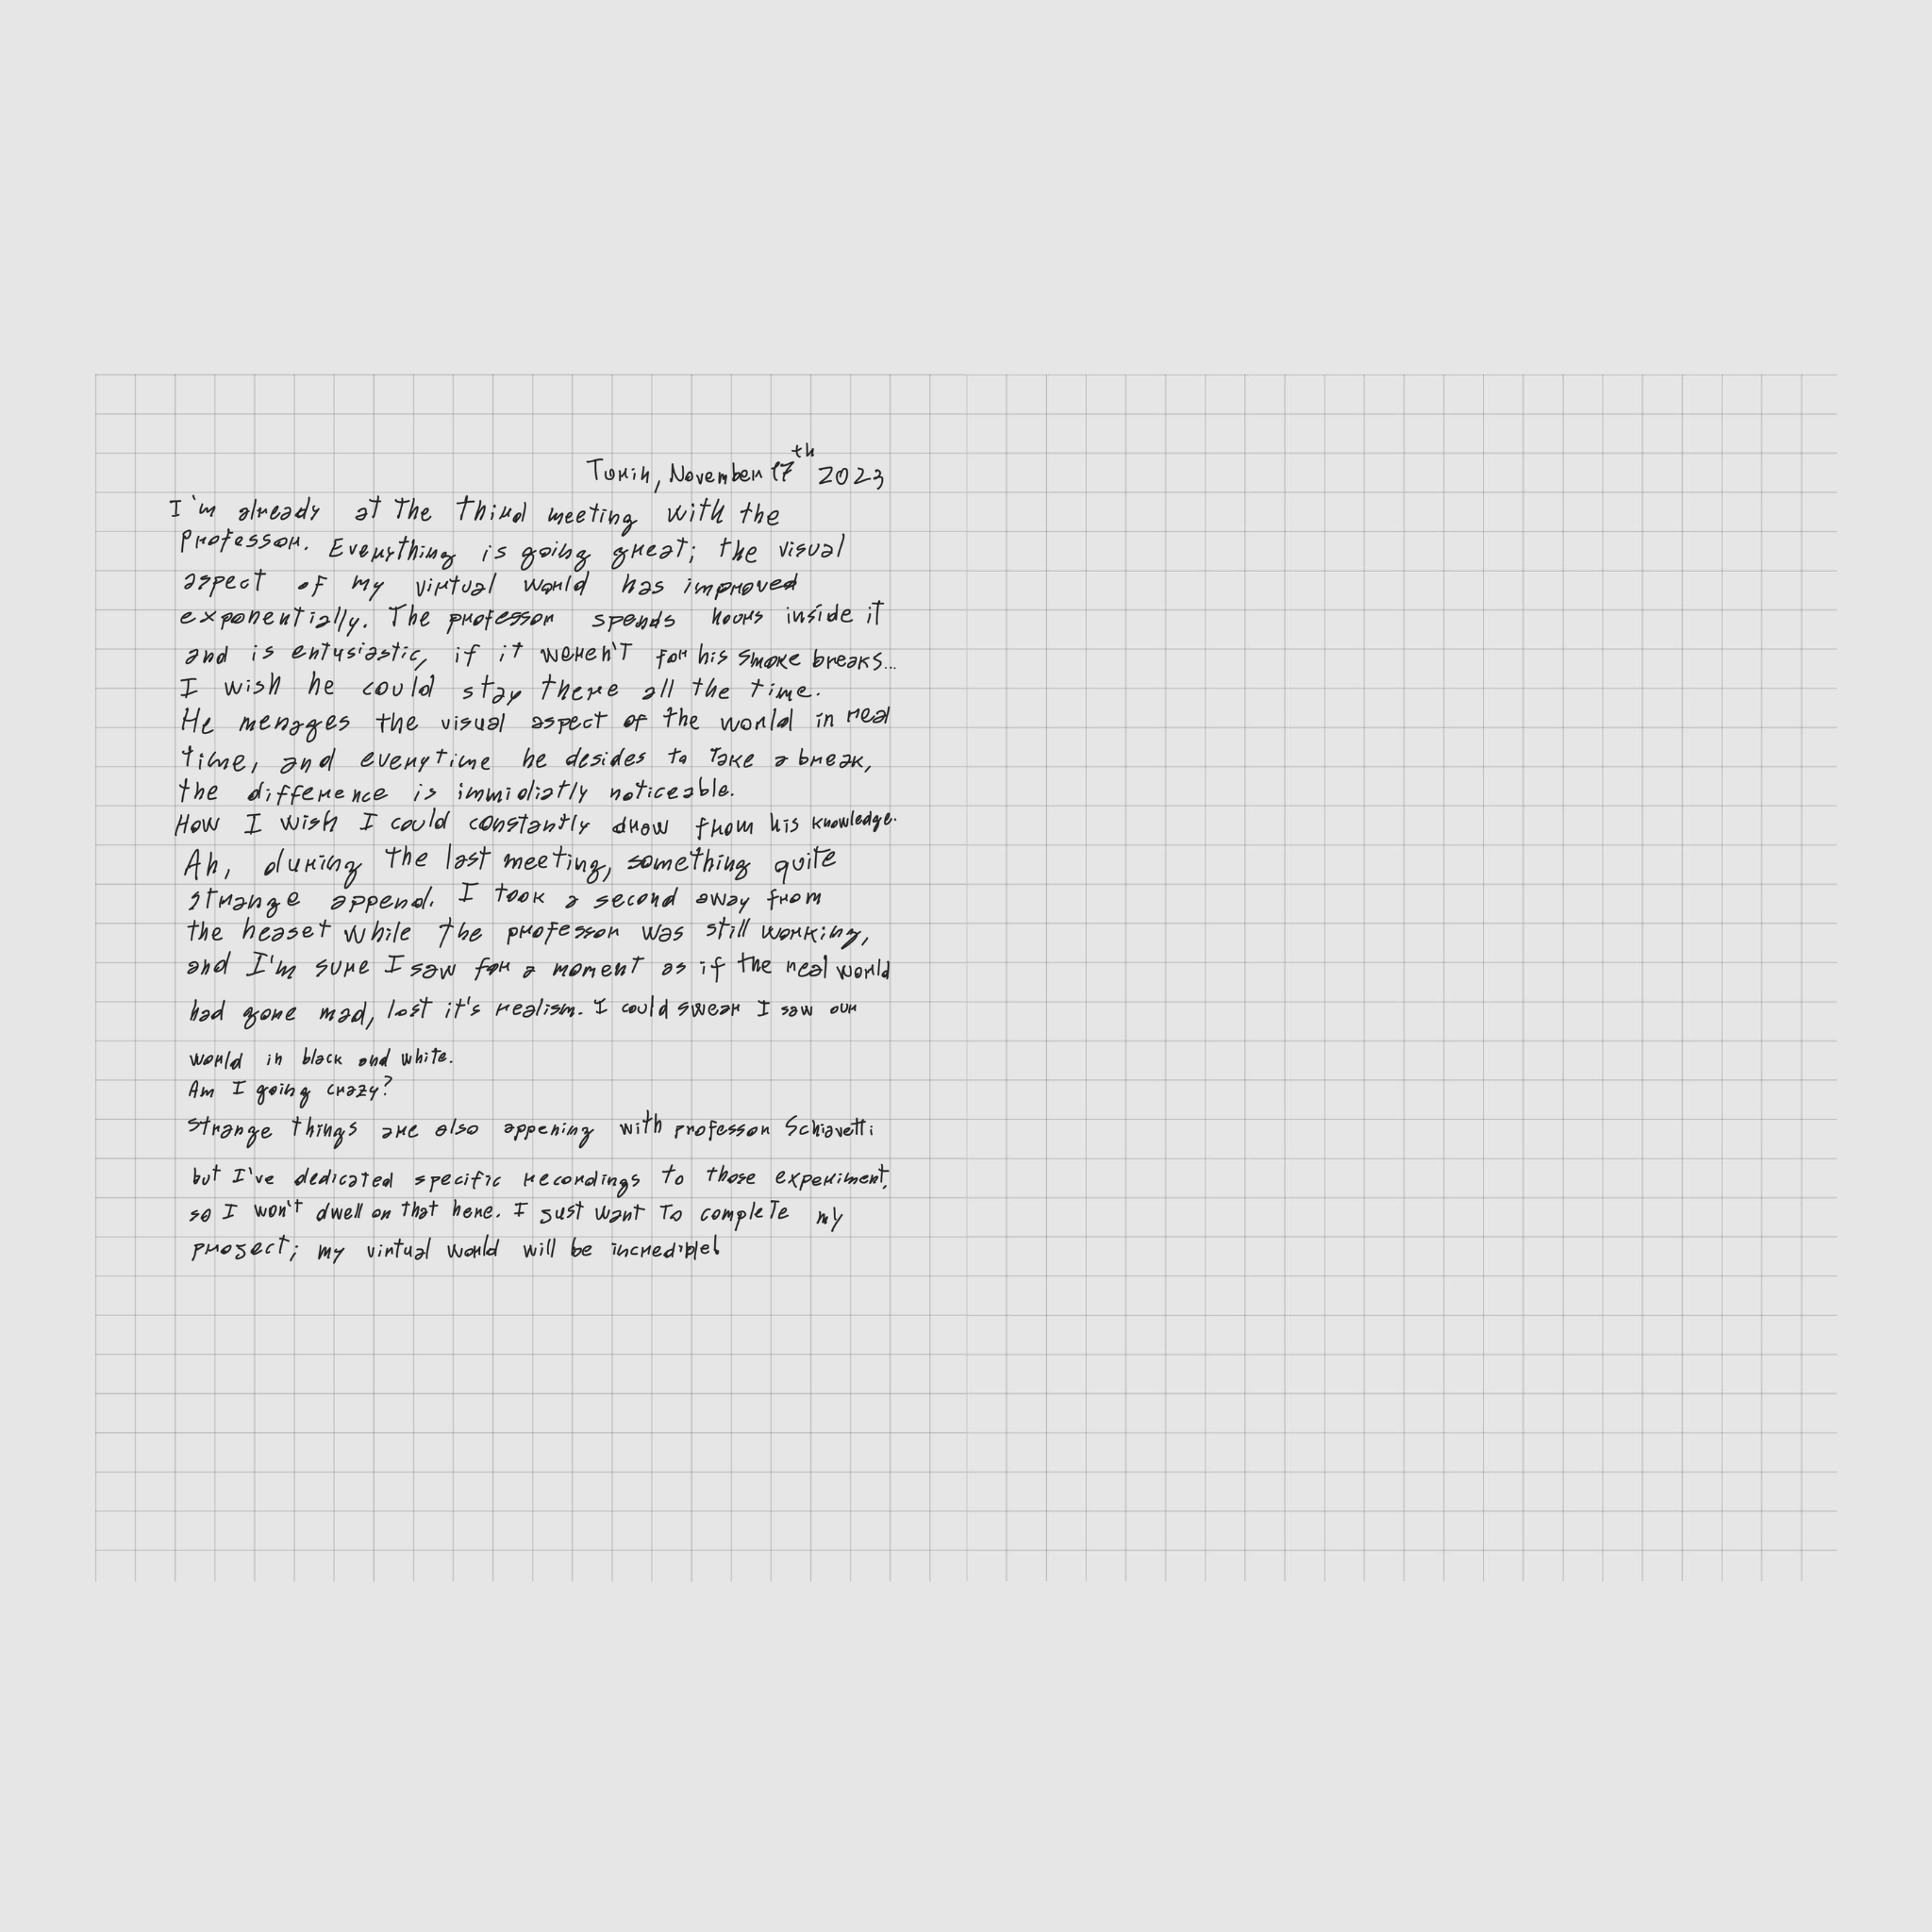 Turin, November 17th 2023
I'm already at the third meeting with the
professor. Everything is going great; the visual
aspect of my virtual world has improved
exponentially. The professor spends hours inside it
and is entusiastic, if it weren't for his smoke breaks...
I wish he could stay there all the time.
He menages the visual aspect of the world in real
time, and everytime he desides to take a break,
the difference is immidiatly noticeable.
How I wish I could constantly drow from his knowledge.
Ah, during the last meeting, something quite
strange append. I took a second away from
the heaset while the professor was still working,
and I'm sure I saw for a moment as if the real world
had gone mad, lost it's realism. I could swear I saw our
world in black and white.
Am I going crazy?
strange things are also appening with professor Schiavetti
but I've dedicated specific recordings to those experiment,
so I won't dwell on that here. I just want to complete my
project; my virtual world will be incredible!